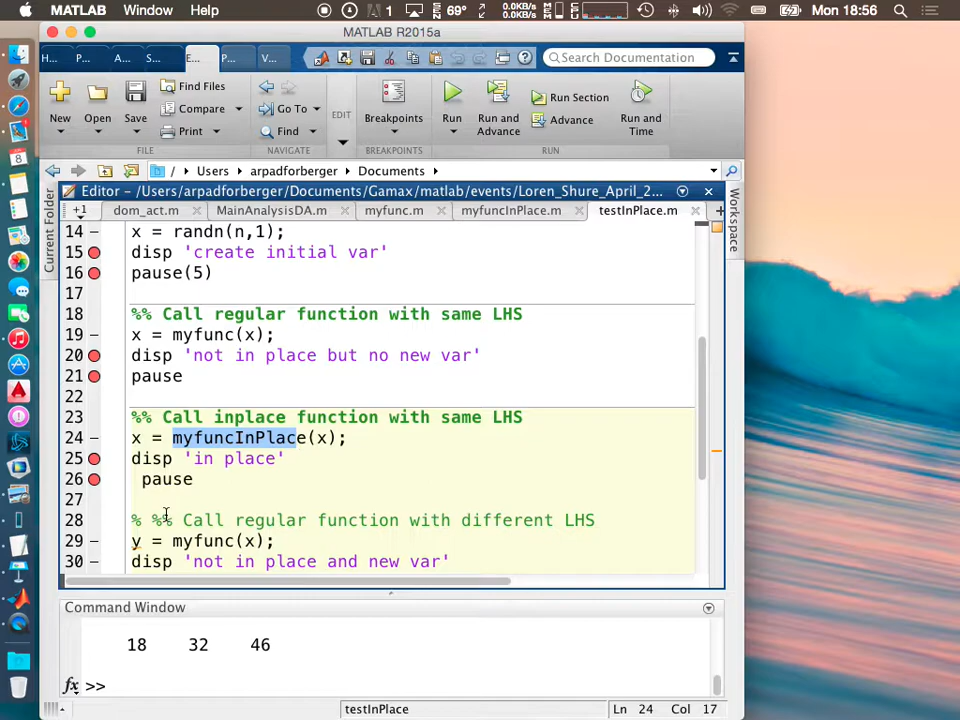 MATLAB Window Help 1 69° 0.0KB/s 0.0KB/s Mon 18:56
MATLAB R2015a
H... P... A... S... E... P... V... Search Documentation
New Open Save Find Files Compare Print
Go To Find
EDIT
Breakpoints
Run Run and Advance Run Section Advance Run and Time
FILE NAVIGATE BREAKPOINTS RUN
/ Users arpadforberger Documents
Editor – /Users/arpadforberger/Documents/Gamax/matlab/events/Loren_Shure_April_2...
+1 dom_act.m MainAnalysisDA.m myfunc.m myfuncInPlace.m testInPlace.m +
Current Folder
Workspace
14 – x = randn(n,1);
15 disp 'create initial var'
16 pause(5)
17
18 %% Call regular function with same LHS
19 – x = myfunc(x);
20 disp 'not in place but no new var'
21 pause
22
23 %% Call inplace function with same LHS
24 – x = myfuncInPlace(x);
25 disp 'in place'
26 pause
27
28 % %% Call regular function with different LHS
29 – y = myfunc(x);
30 – disp 'not in place and new var'
Command Window
18 32 46
fx >>
testInPlace Ln 24 Col 17